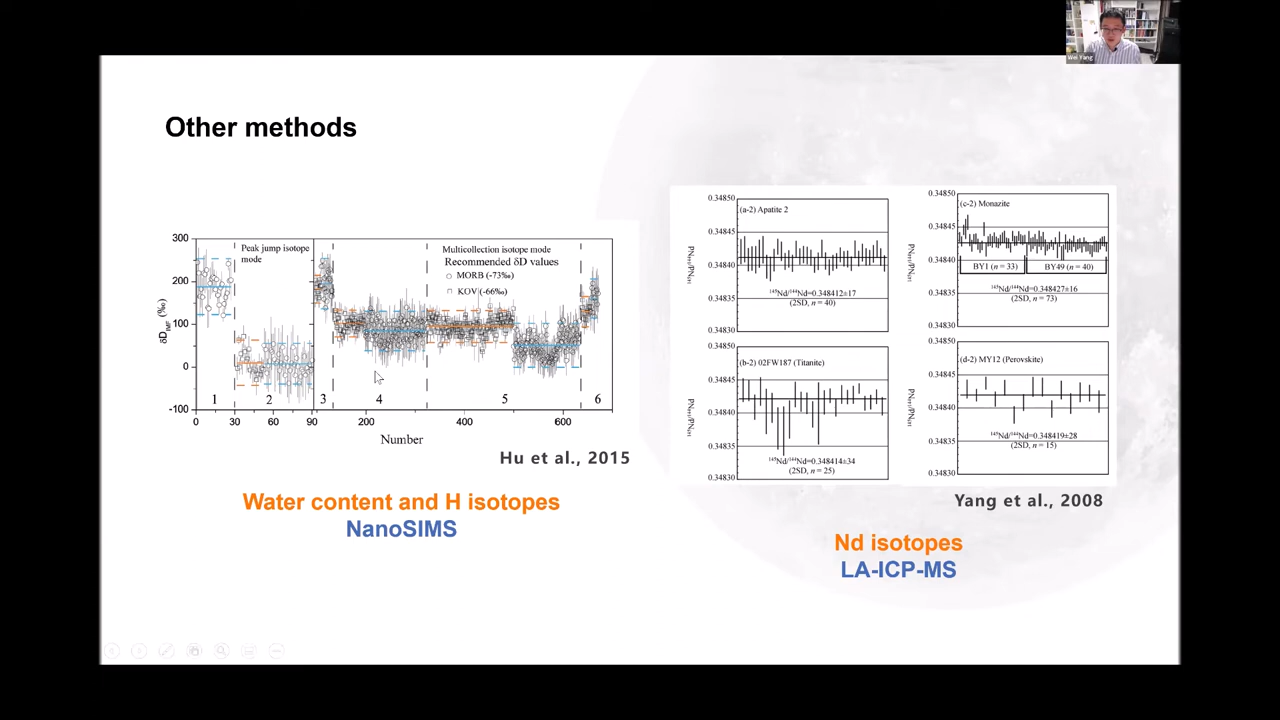 Wei Yang
Other methods
300
200
100
0
-100
δD
(‰)
Peak jump isotope
mode
Multicollection isotope mode
Recommended δD values
MORB (-73‰)
KOV (-66‰)
1
2
3
4
5
6
0
30
60
90
200
400
600
Number
Hu et al., 2015
Water content and H isotopes
NanoSIMS
0.34850
0.34845
0.34840
0.34835
0.34830
(a-2) Apatite 2
¹⁴⁵Nd/¹⁴⁴Nd=0.348412±17
(2SD, n = 40)
0.34850
0.34845
0.34840
0.34835
0.34830
(c-2) Monazite
BY1 (n = 33)
BY49 (n = 40)
¹⁴⁵Nd/¹⁴⁴Nd=0.348427±16
(2SD, n = 73)
0.34850
0.34845
0.34840
0.34835
0.34830
(b-2) 02FW187 (Titanite)
¹⁴⁵Nd/¹⁴⁴Nd=0.348414±34
(2SD, n = 25)
0.34850
0.34845
0.34840
0.34835
0.34830
(d-2) MY12 (Perovskite)
¹⁴⁵Nd/¹⁴⁴Nd=0.348419±28
(2SD, n = 15)
Yang et al., 2008
Nd isotopes
LA-ICP-MS